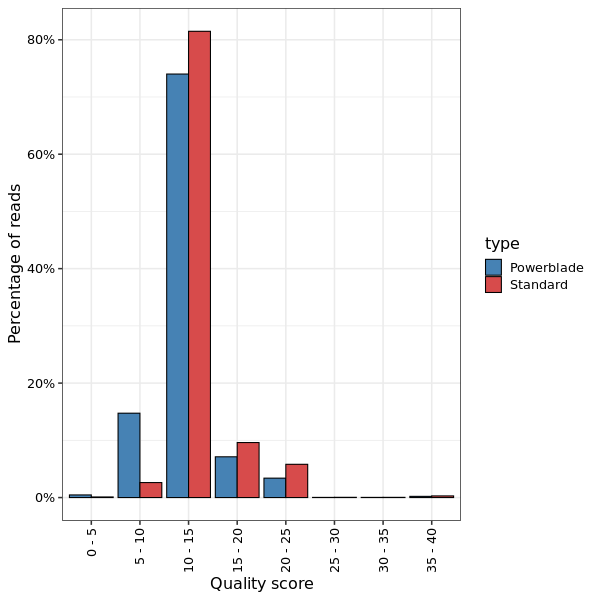 80%
60%
40%
20%
0%
Percentage of reads
0 - 5
5 - 10
10 - 15
15 - 20
20 - 25
25 - 30
30 - 35
35 - 40
Quality score
type
Powerblade
Standard